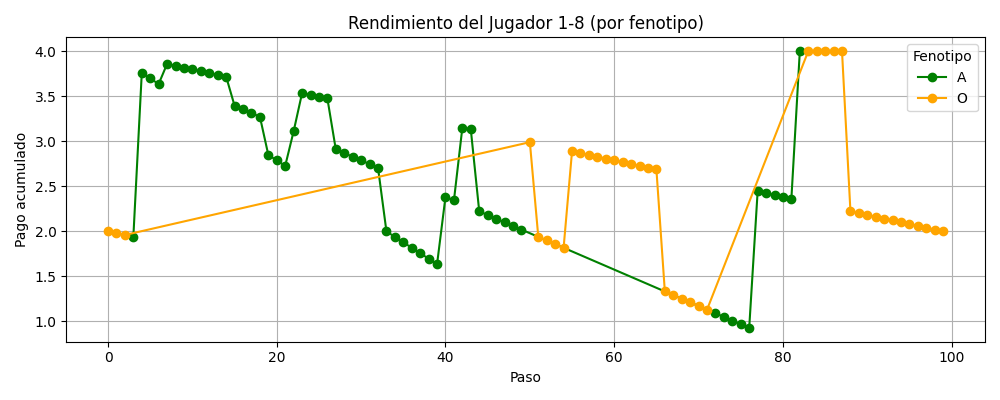 Rendimiento del Jugador 1-8 (por fenotipo)
Pago acumulado
4.0
3.5
3.0
2.5
2.0
1.5
1.0
Fenotipo
A
O
0 20 40 60 80 100
Paso